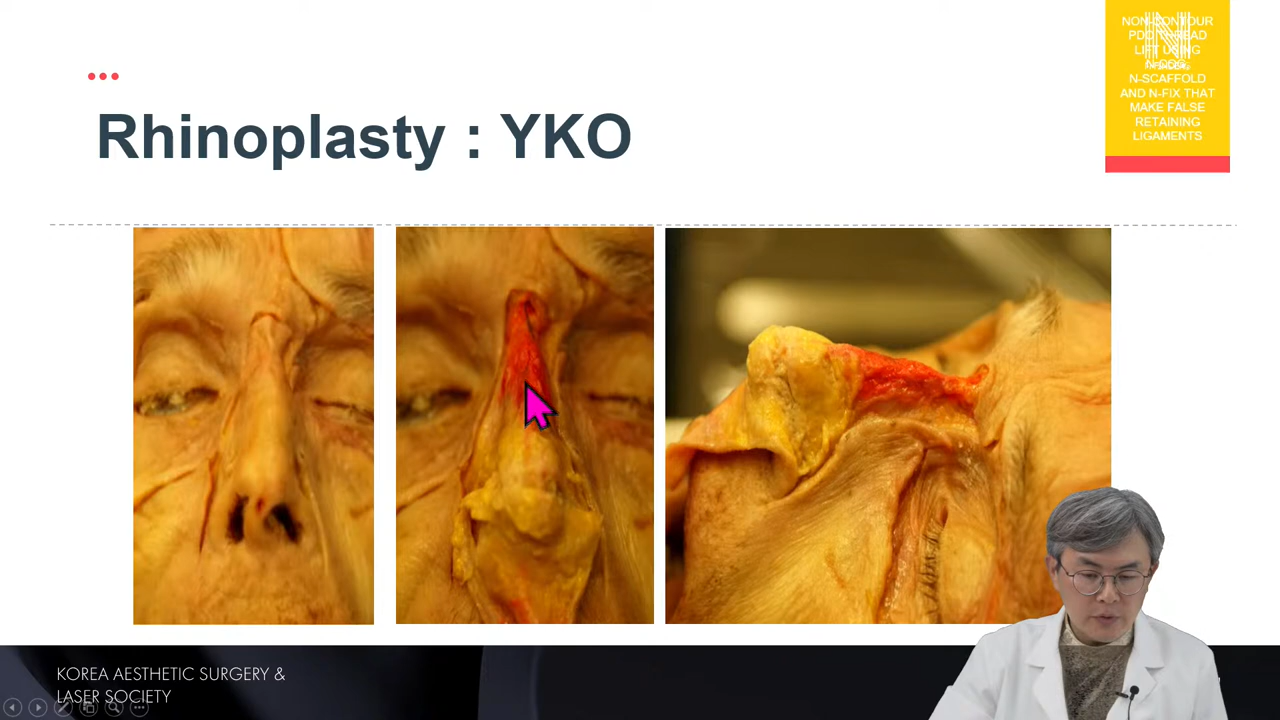 Rhinoplasty : YKO
NON-CONTOUR
PDO THREAD
LIFT USING
N-COG,
N-SCAFFOLD
AND N-FIX THAT
MAKE FALSE
RETAINING
LIGAMENTS
KOREA AESTHETIC SURGERY &
LASER SOCIETY